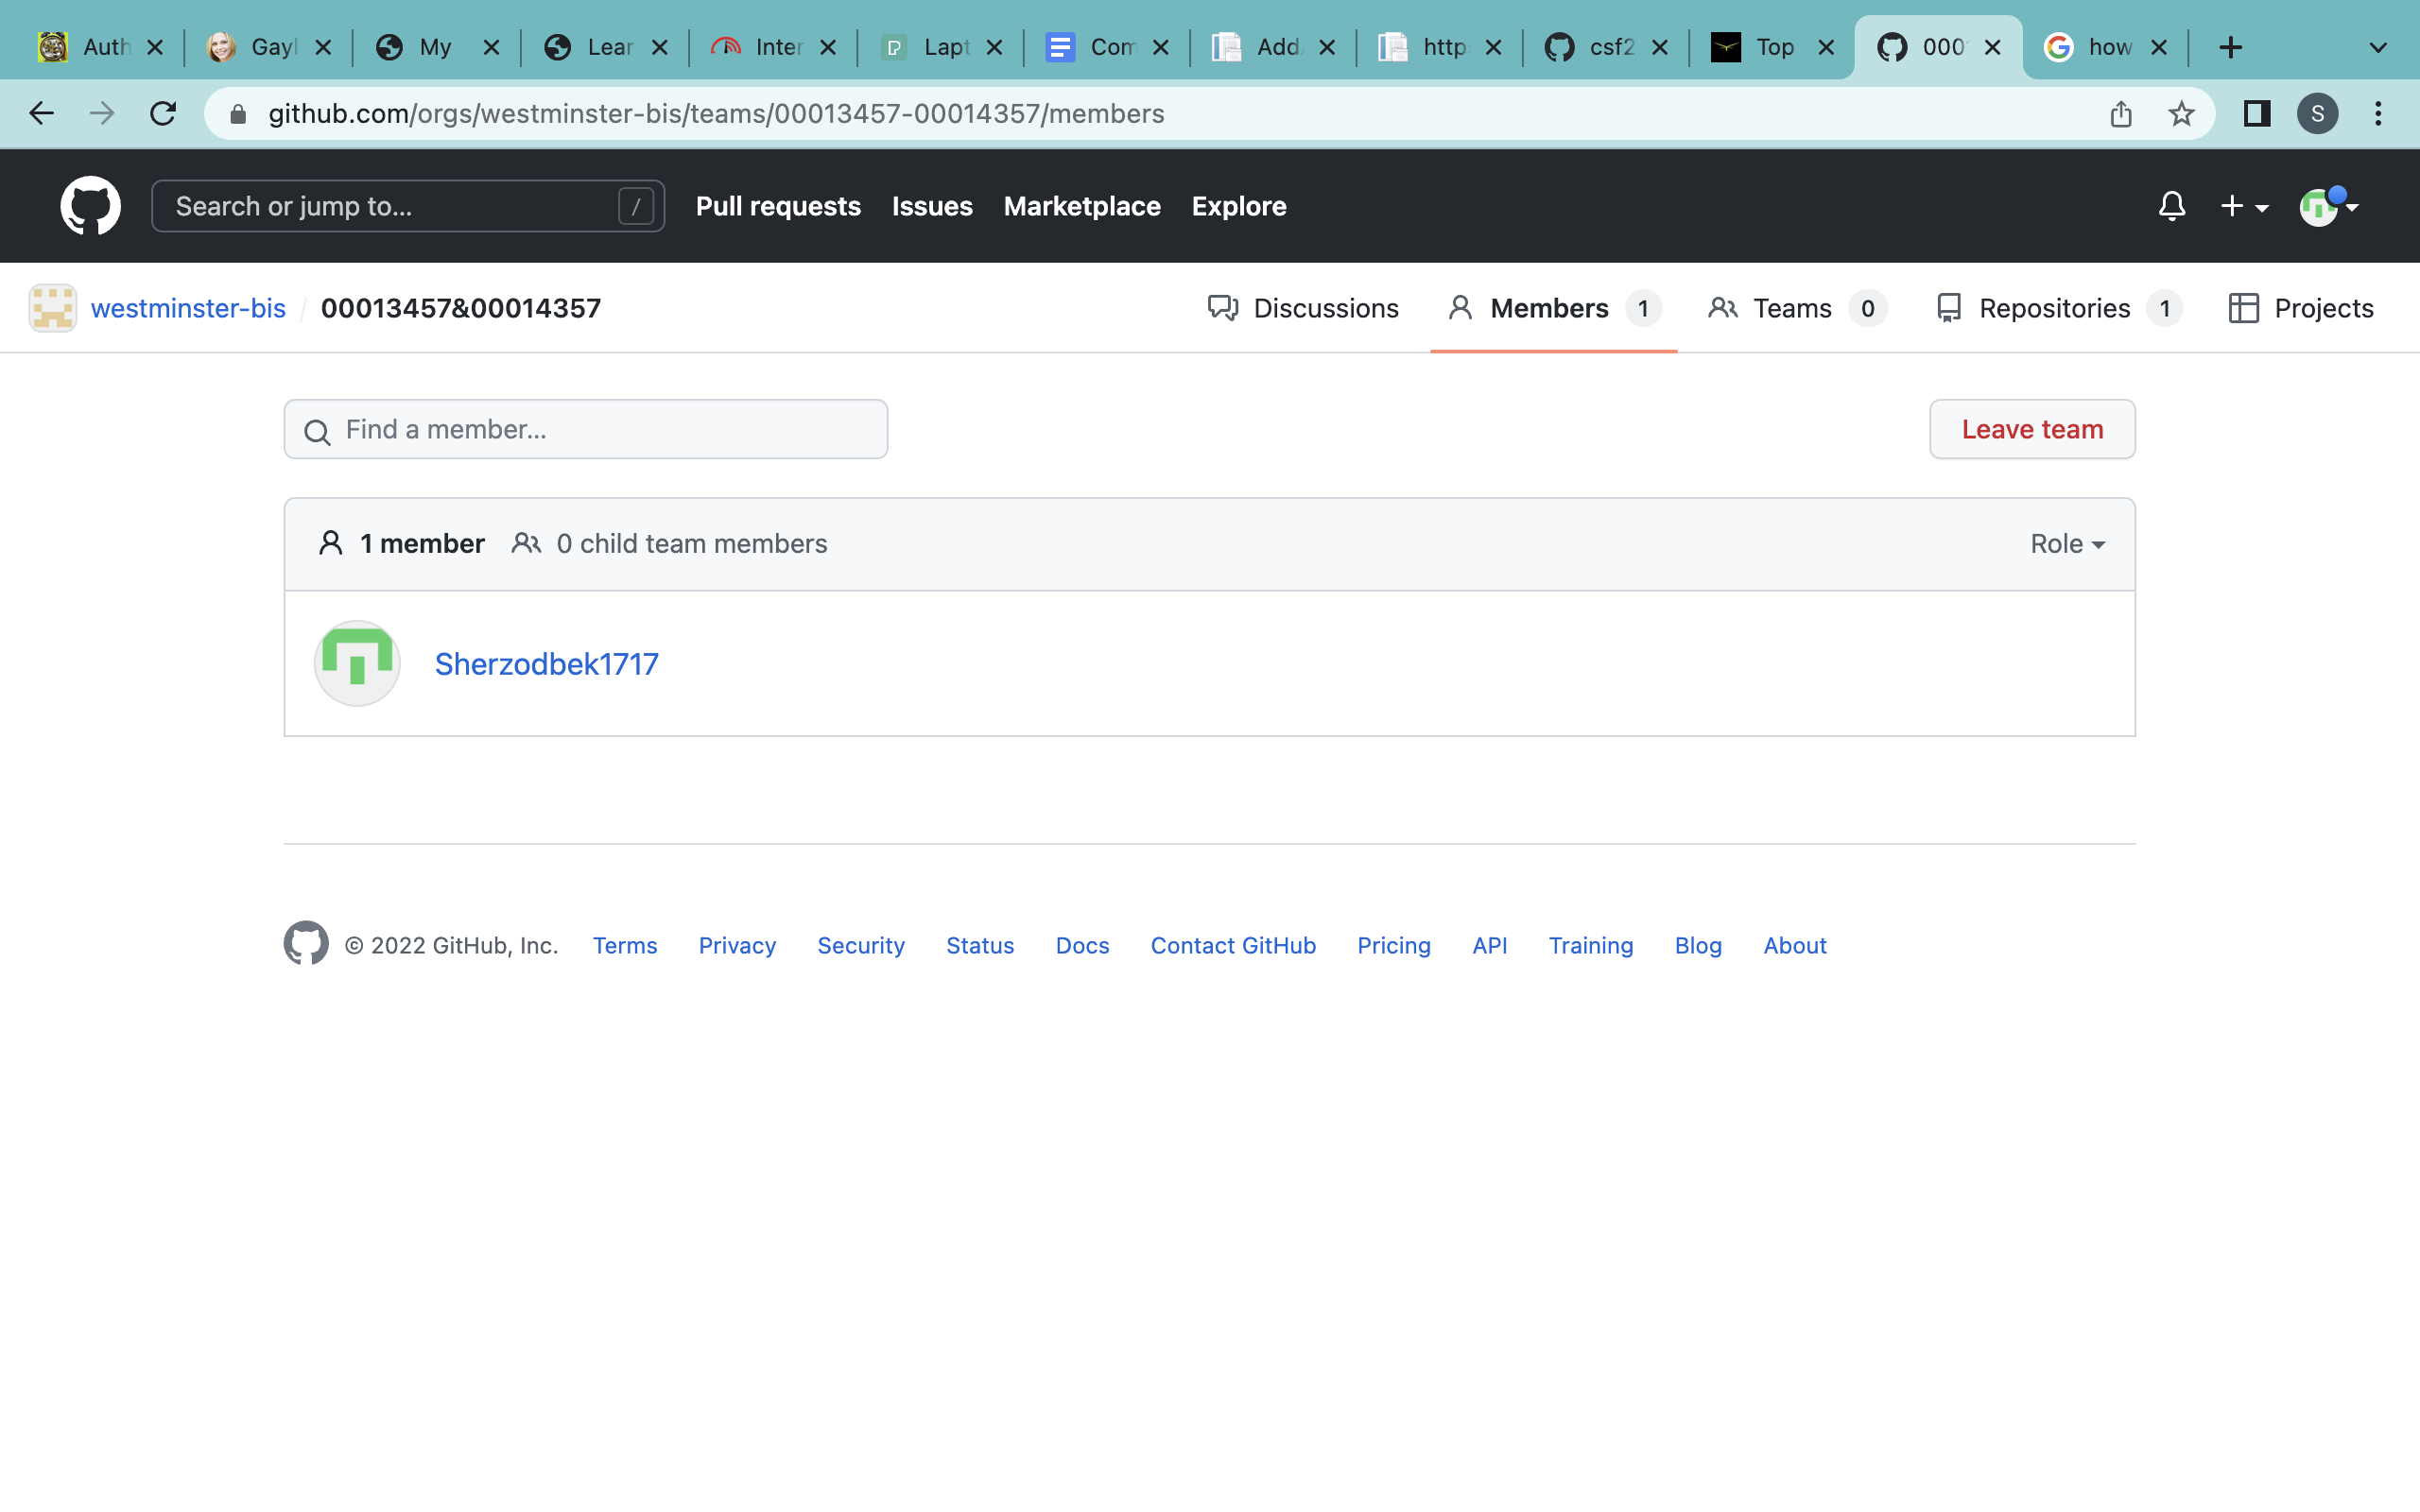 Auth Gayl My Lear Inter Lapt Com Add http csf2 Top 000 how
github.com/orgs/westminster-bis/teams/00013457-00014357/members
S
Search or jump to... / Pull requests Issues Marketplace Explore
westminster-bis / 00013457&00014357 Discussions Members 1 Teams 0 Repositories 1 Projects
Find a member... Leave team
1 member 0 child team members Role
Sherzodbek1717
© 2022 GitHub, Inc. Terms Privacy Security Status Docs Contact GitHub Pricing API Training Blog About